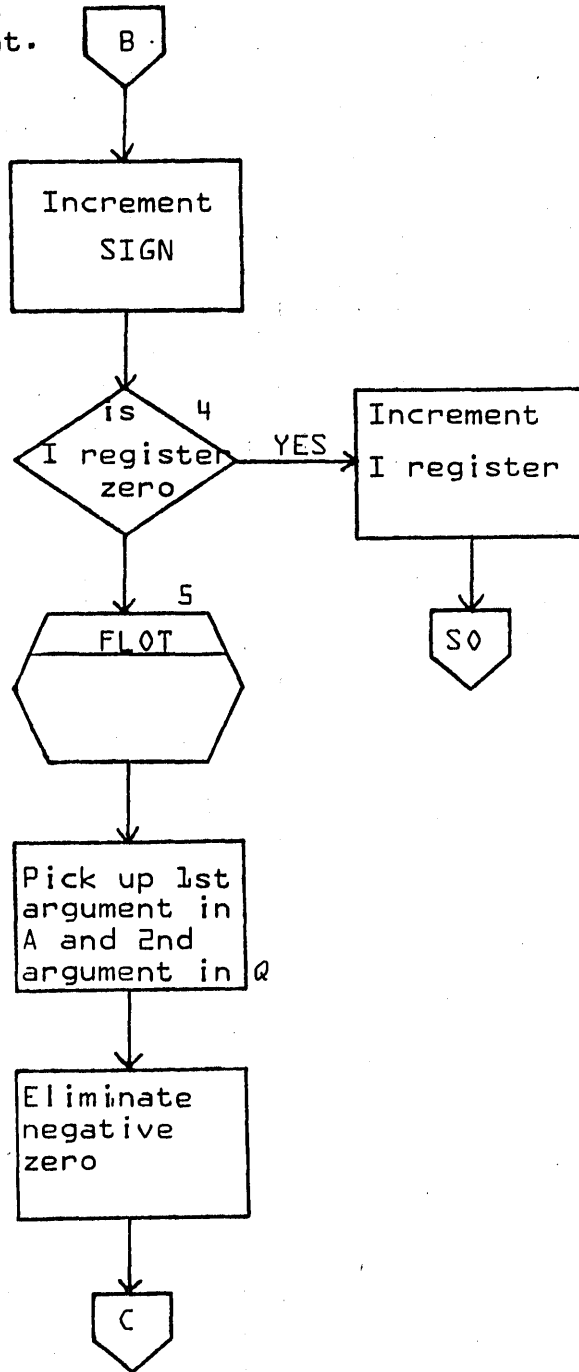 t.
B
Increment
SIGN
is 4
I register
zero
YES
Increment
I register
5
FLOT
SO
Pick up 1st
argument in
A and 2nd
argument in Q
Eliminate
negative
zero
C